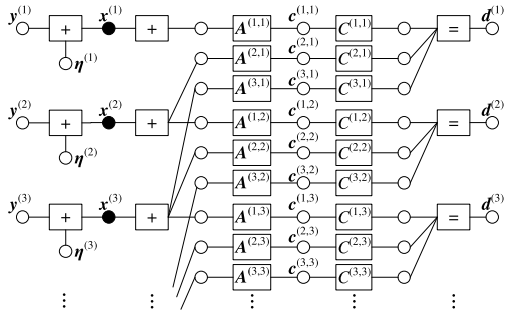 y(1) x(1) c(1,1) d(1)
+ + A(1,1) C(1,1) =
η(1) A(2,1) c(2,1) C(2,1)
A(3,1) c(3,1) C(3,1)
y(2) x(2) c(1,2) d(2)
+ + A(1,2) C(1,2) =
η(2) A(2,2) c(2,2) C(2,2)
A(3,2) c(3,2) C(3,2)
y(3) x(3) c(1,3) d(3)
+ + A(1,3) C(1,3) =
η(3) A(2,3) c(2,3) C(2,3)
A(3,3) c(3,3) C(3,3)
⋮ ⋮ ⋮ ⋮ ⋮